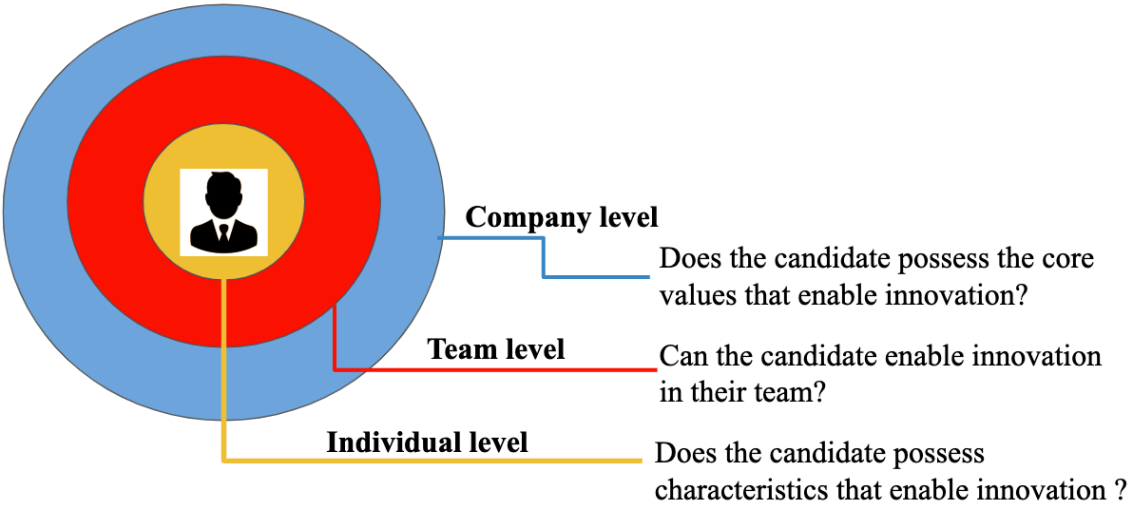 Company level
Does the candidate possess the core
values that enable innovation?
Team level
Can the candidate enable innovation
in their team?
Individual level
Does the candidate possess
characteristics that enable innovation ?